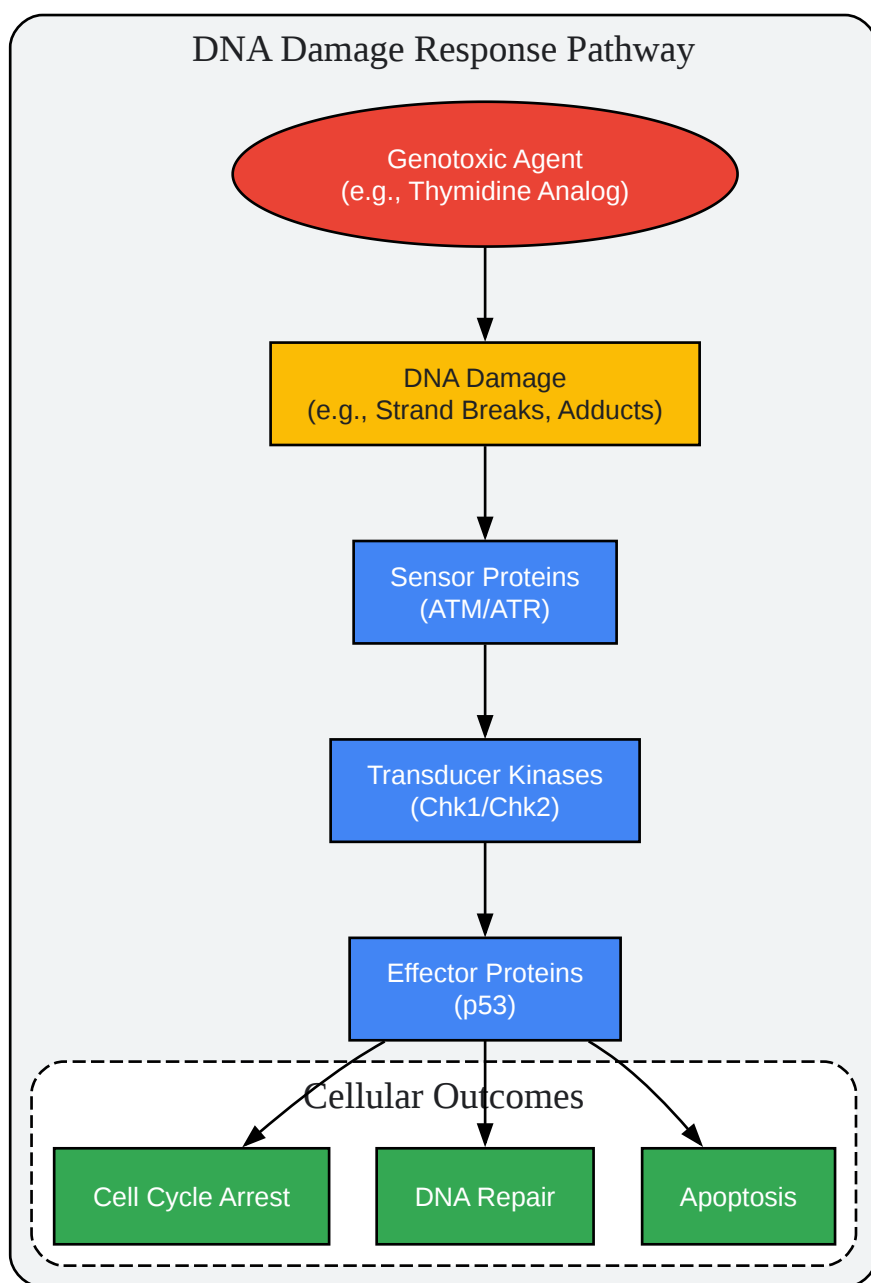 DNA Damage Response Pathway
Genotoxic Agent
(e.g., Thymidine Analog)
DNA Damage
(e.g., Strand Breaks, Adducts)
Sensor Proteins
(ATM/ATR)
Transducer Kinases
(Chk1/Chk2)
Effector Proteins
(p53)
Cellular Outcomes
Cell Cycle Arrest
DNA Repair
Apoptosis